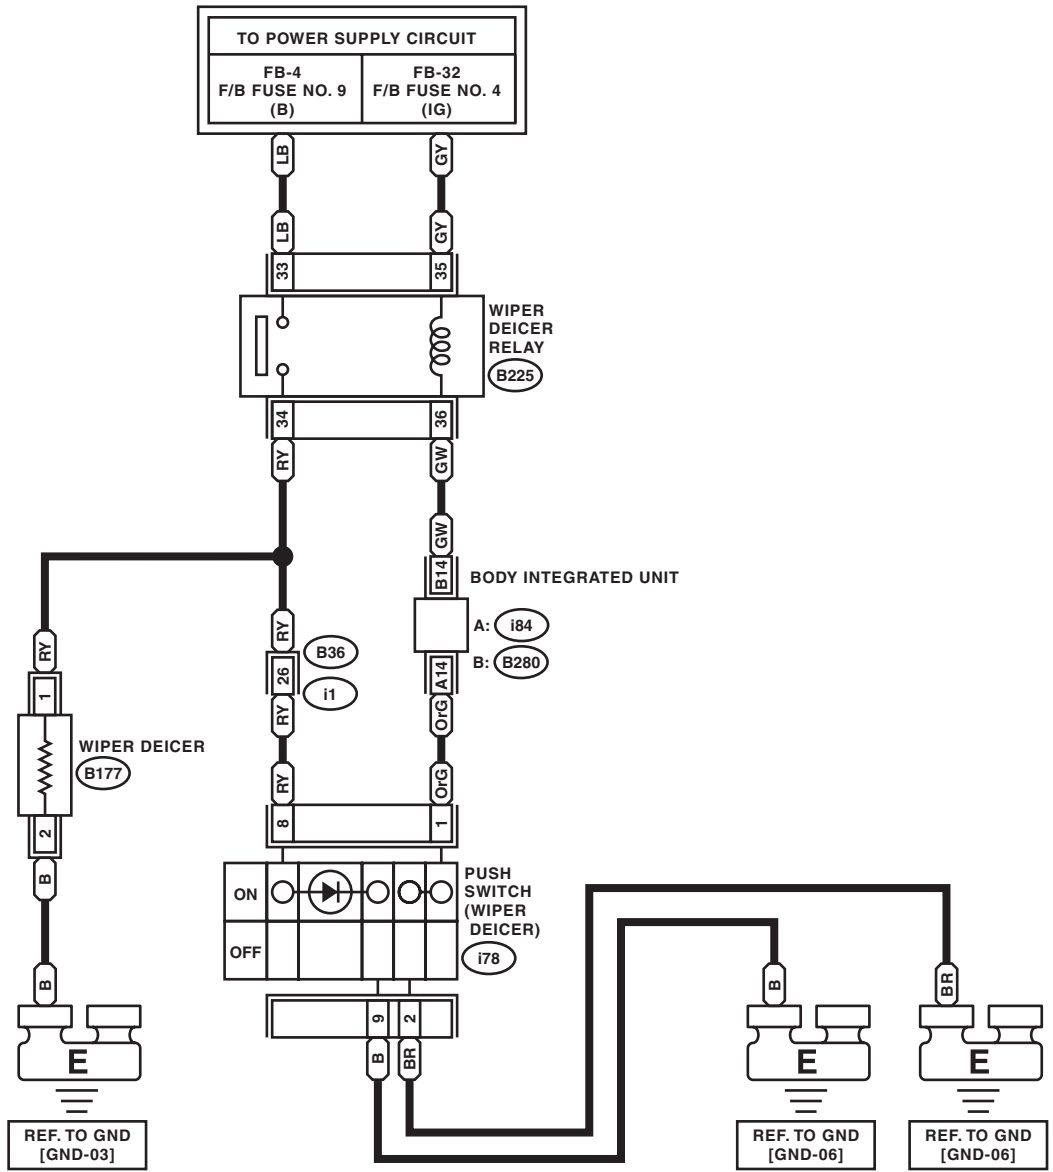 TO POWER SUPPLY CIRCUIT
FB-4
F/B FUSE NO. 9
(B)
FB-32
F/B FUSE NO. 4
(IG)
LB
GY
LB
GY
33
35
WIPER
DEICER
RELAY
B225
34
36
RY
GW
GW
B14
BODY INTEGRATED UNIT
A: i84
B: B280
A14
OrG
RY
B36
26
i1
RY
RY
1
WIPER DEICER
B177
2
B
B
RY
OrG
8
1
PUSH
SWITCH
(WIPER
DEICER)
i78
ON
OFF
9
2
B
BR
B
BR
E
E
E
REF. TO GND
[GND-03]
REF. TO GND
[GND-06]
REF. TO GND
[GND-06]